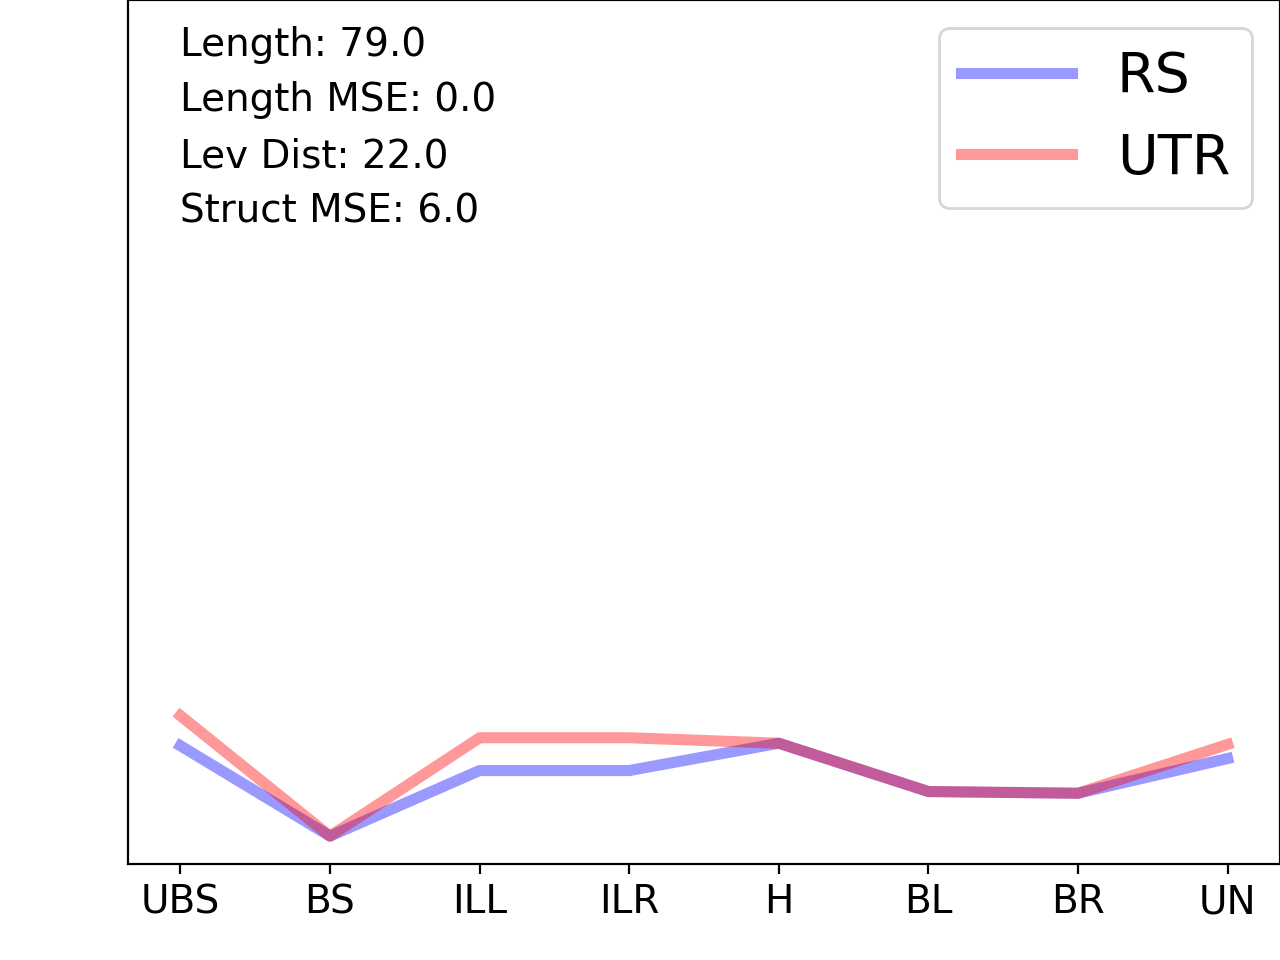 Length: 79.0
Length MSE: 0.0
Lev Dist: 22.0
Struct MSE: 6.0
RS
UTR
UBS BS ILL ILR H BL BR UN